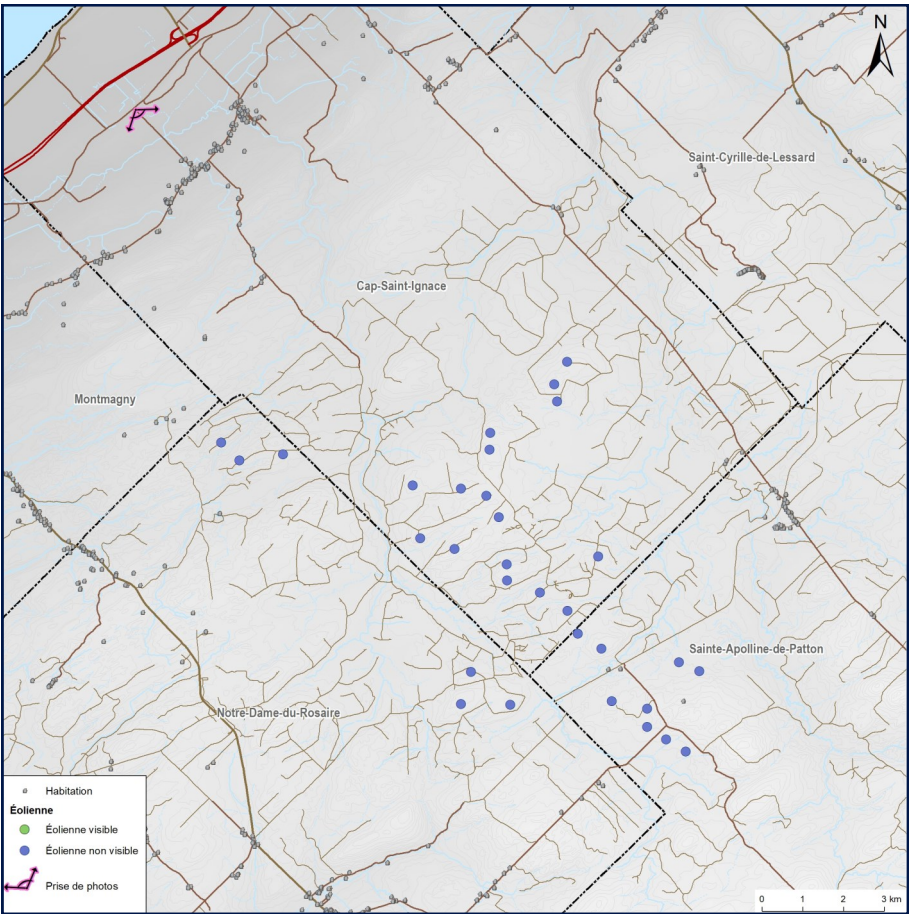 N
Saint-Cyrille-de-Lessard
Cap-Saint-Ignace
Montmagny
Sainte-Apolline-de-Patton
Notre-Dame-du-Rosaire
Habitation
Éolienne
Éolienne visible
Éolienne non visible
Prise de photos
0 1 2 3 km